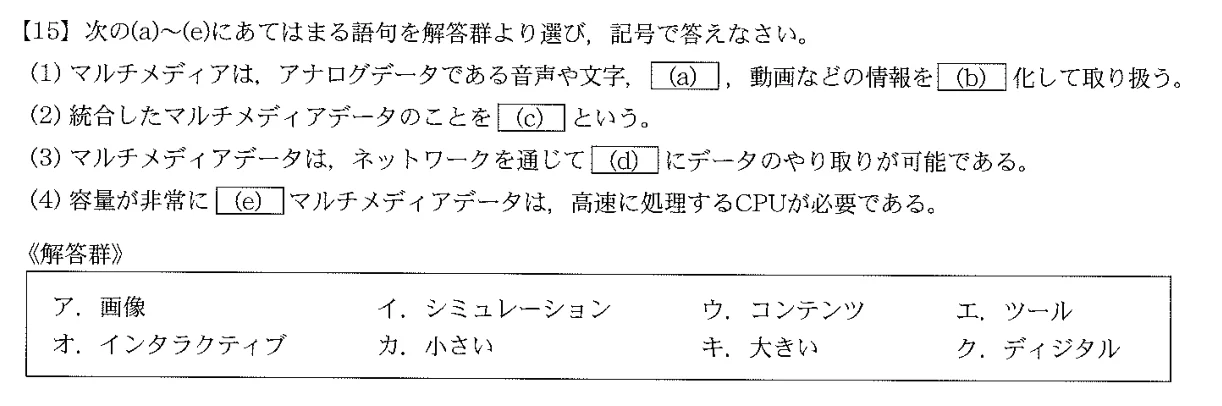 【15】次の(a)～(e)にあてはまる語句を解答群より選び，記号で答えなさい。
(1) マルチメディアは，アナログデータである音声や文字，(a)，動画などの情報を(b)化して取り扱う。
(2) 統合したマルチメディアデータのことを(c)という。
(3) マルチメディアデータは，ネットワークを通じて(d)にデータのやり取りが可能である。
(4) 容量が非常に(e)マルチメディアデータは，高速に処理するCPUが必要である。
《解答群》
ア．画像 イ．シミュレーション ウ．コンテンツ エ．ツール
オ．インタラクティブ カ．小さい キ．大きい ク．ディジタル